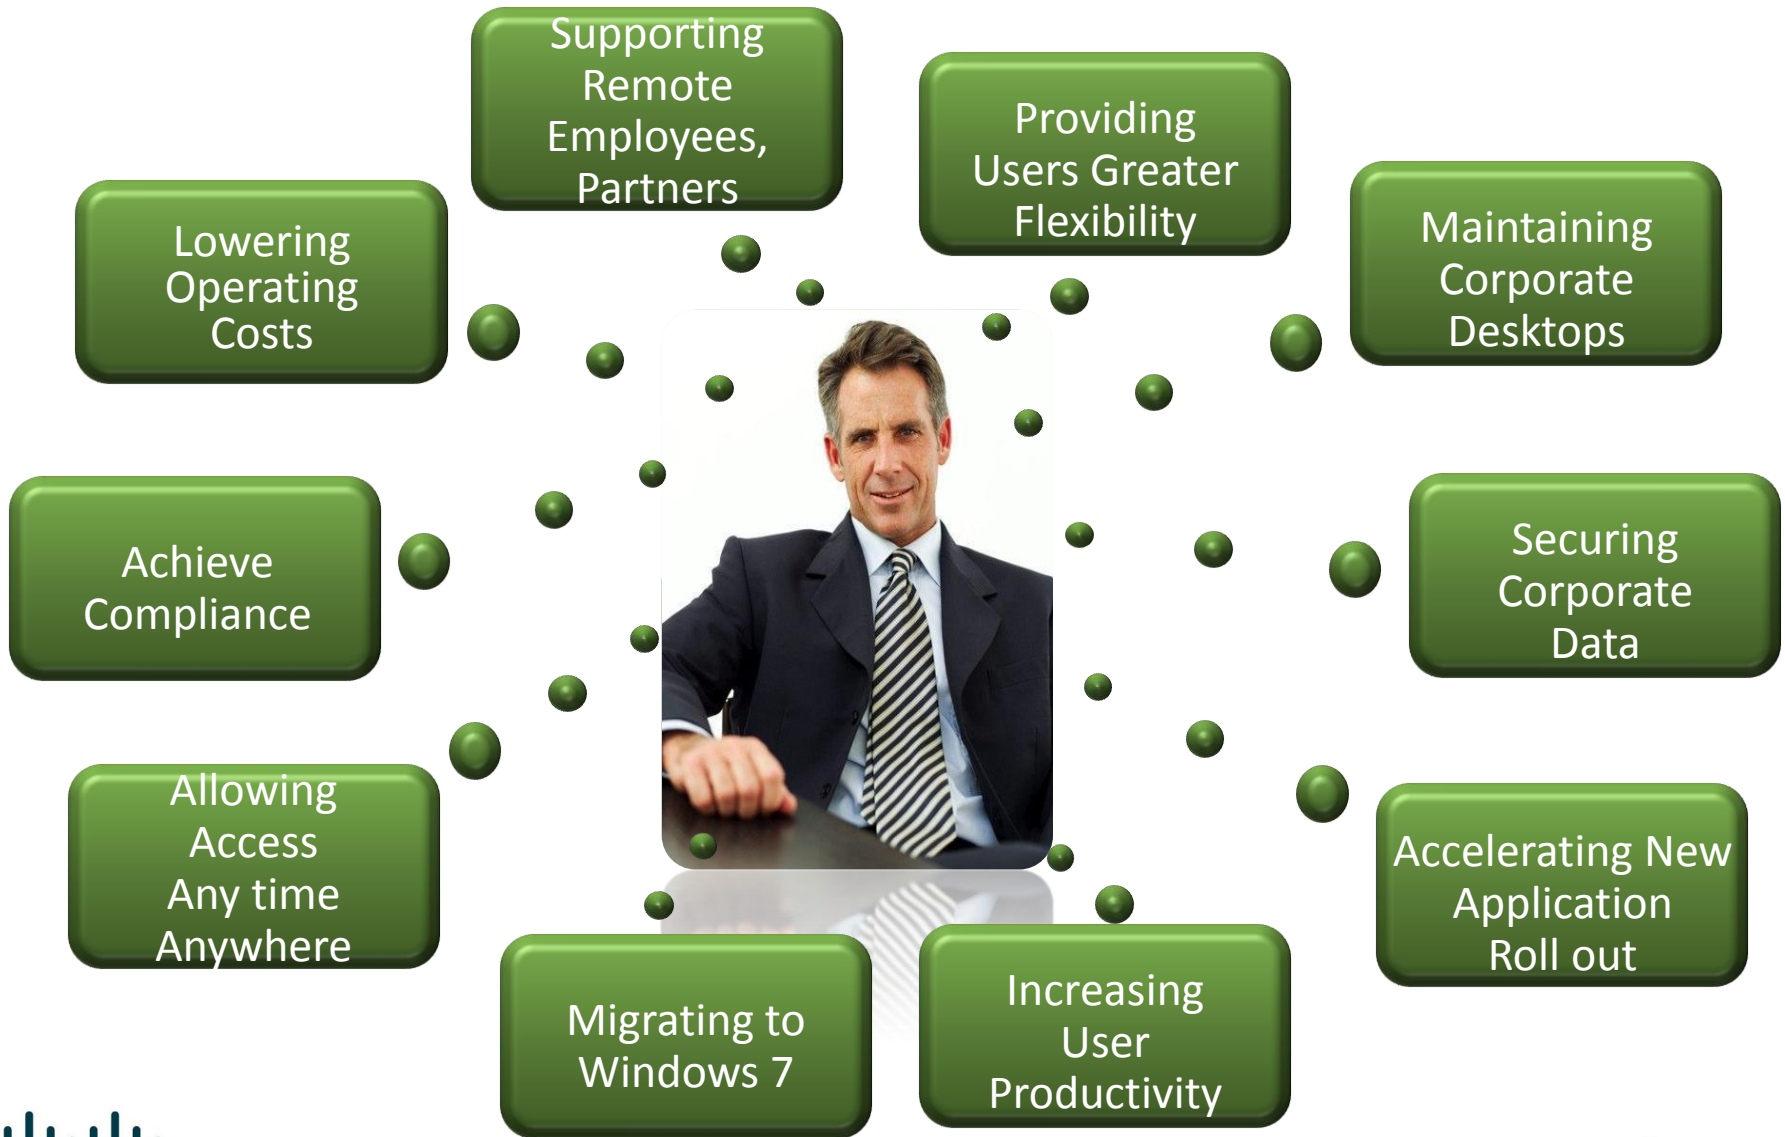 Supporting
Remote
Employees,
Partners
Providing
Users Greater
Flexibility
Lowering
Operating
Costs
Maintaining
Corporate
Desktops
Achieve
Compliance
Securing
Corporate
Data
Allowing
Access
Any time
Anywhere
Accelerating New
Application
Roll out
Migrating to
Windows 7
Increasing
User
Productivity